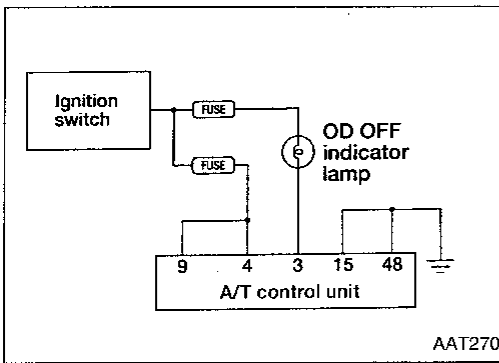 Ignition
switch
FUSE
OD OFF
indicator
lamp
FUSE
9 4 3 15 48
A/T control unit
AAT270